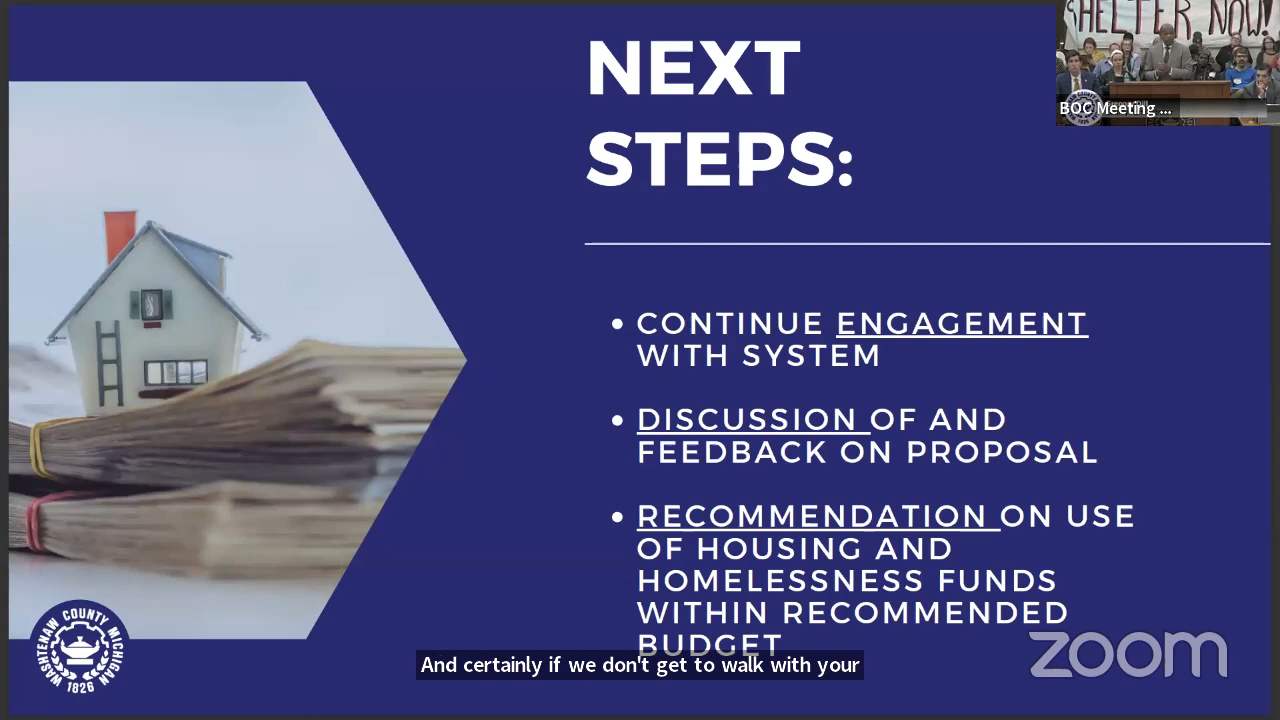 NEXT
STEPS:
SHELTER NOW!
BOC Meeting ...
• CONTINUE ENGAGEMENT
WITH SYSTEM
• DISCUSSION OF AND
FEEDBACK ON PROPOSAL
• RECOMMENDATION ON USE
OF HOUSING AND
HOMELESSNESS FUNDS
WITHIN RECOMMENDED
BUDGET
And certainly if we don't get to walk with your
zoom
WASHTENAW COUNTY MICHIGAN
1826